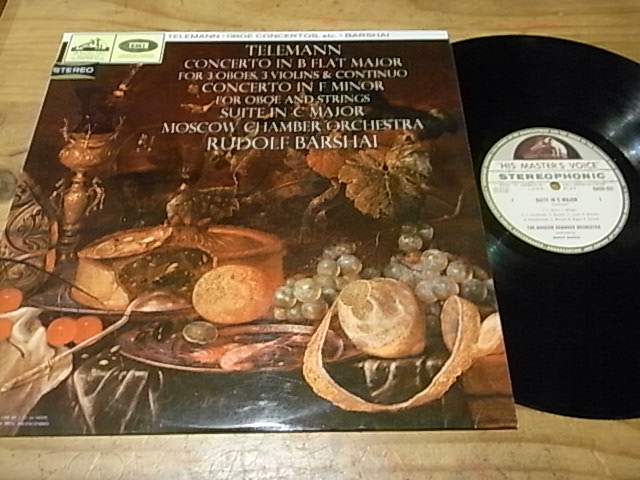 TELEMANN · OBOE CONCERTOS, etc. · BARSHAI
EMI
STEREO
TELEMANN
CONCERTO IN B FLAT MAJOR
FOR 3 OBOES, 3 VIOLINS & CONTINUO
CONCERTO IN F MINOR
FOR OBOE AND STRINGS
SUITE IN C MAJOR
MOSCOW CHAMBER ORCHESTRA
RUDOLF BARSHAI
HIS MASTER'S VOICE
STEREOPHONIC
SUITE IN C MAJOR
THE MOSCOW CHAMBER ORCHESTRA